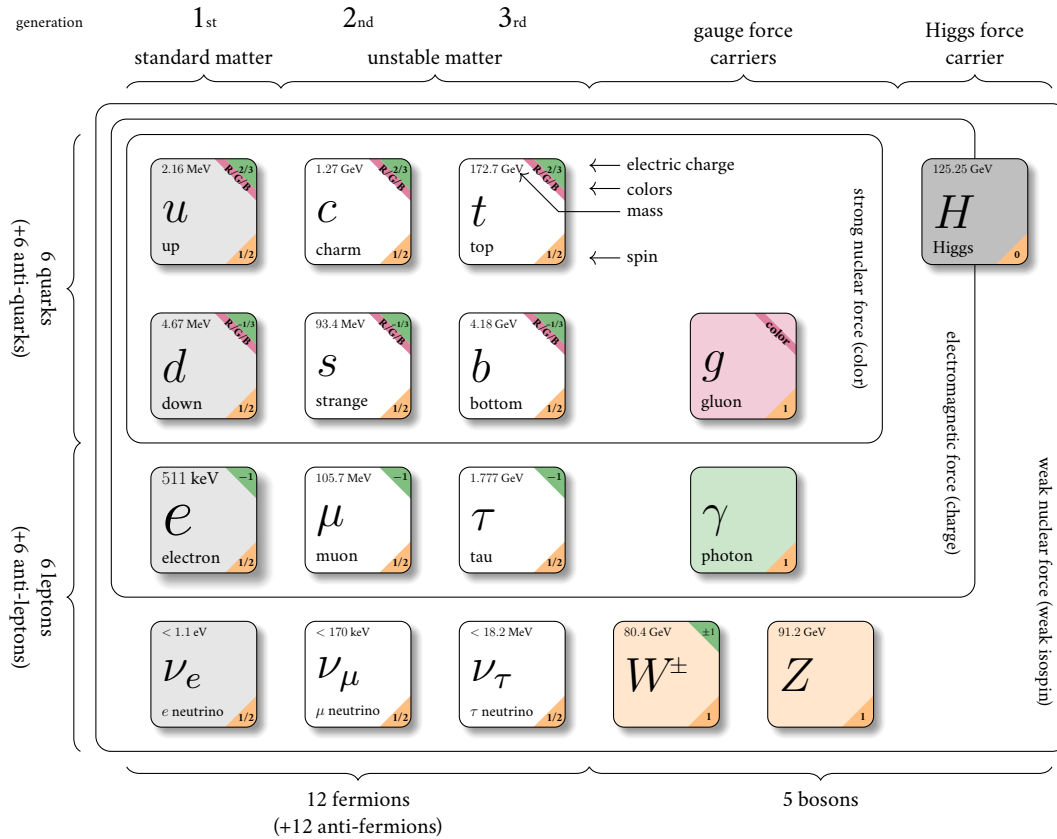 generation
1st
2nd
3rd
standard matter
unstable matter
gauge force
carriers
Higgs force
carrier
6 quarks
(+6 anti-quarks)
2.16 MeV
2/3
R/G/B
u
up
1/2
1.27 GeV
2/3
R/G/B
c
charm
1/2
172.7 GeV
2/3
R/G/B
t
top
1/2
electric charge
colors
mass
spin
strong nuclear force (color)
125.25 GeV
H
Higgs
0
4.67 MeV
−1/3
R/G/B
d
down
1/2
93.4 MeV
−1/3
R/G/B
s
strange
1/2
4.18 GeV
−1/3
R/G/B
b
bottom
1/2
color
g
gluon
1
electromagnetic force (charge)
6 leptons
(+6 anti-leptons)
511 keV
−1
e
electron
1/2
105.7 MeV
−1
μ
muon
1/2
1.777 GeV
−1
τ
tau
1/2
γ
photon
1
weak nuclear force (weak isospin)
< 1.1 eV
νe
e neutrino
1/2
< 170 keV
νμ
μ neutrino
1/2
< 18.2 MeV
ντ
τ neutrino
1/2
80.4 GeV
±1
W±
1
91.2 GeV
Z
1
12 fermions
(+12 anti-fermions)
5 bosons